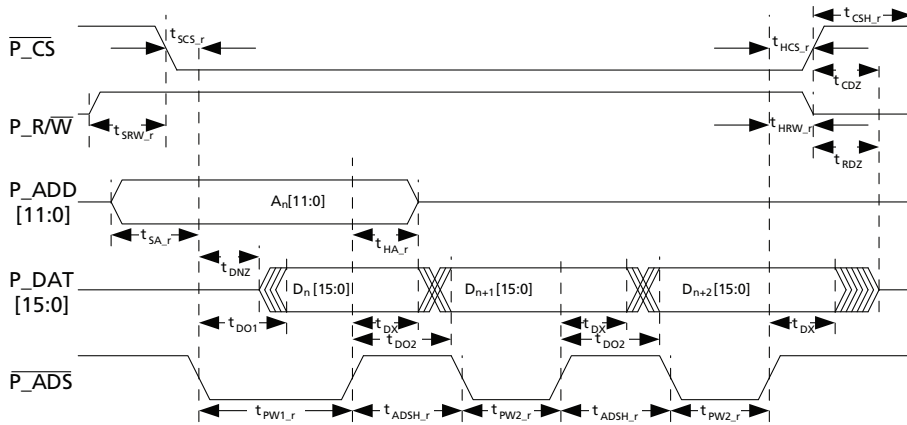 P_CS
t_SCS_r
t_HCS_r
t_CSH_r
t_CDZ
P_R/W
t_SRW_r
t_HRW_r
t_RDZ
P_ADD
[11:0]
A_n[11:0]
t_SA_r
t_HA_r
t_DNZ
P_DAT
[15:0]
D_n [15:0]
D_n+1 [15:0]
D_n+2 [15:0]
t_DO1
t_DX
t_DO2
t_DX
t_DO2
t_DX
P_ADS
t_PW1_r
t_ADSH_r
t_PW2_r
t_ADSH_r
t_PW2_r